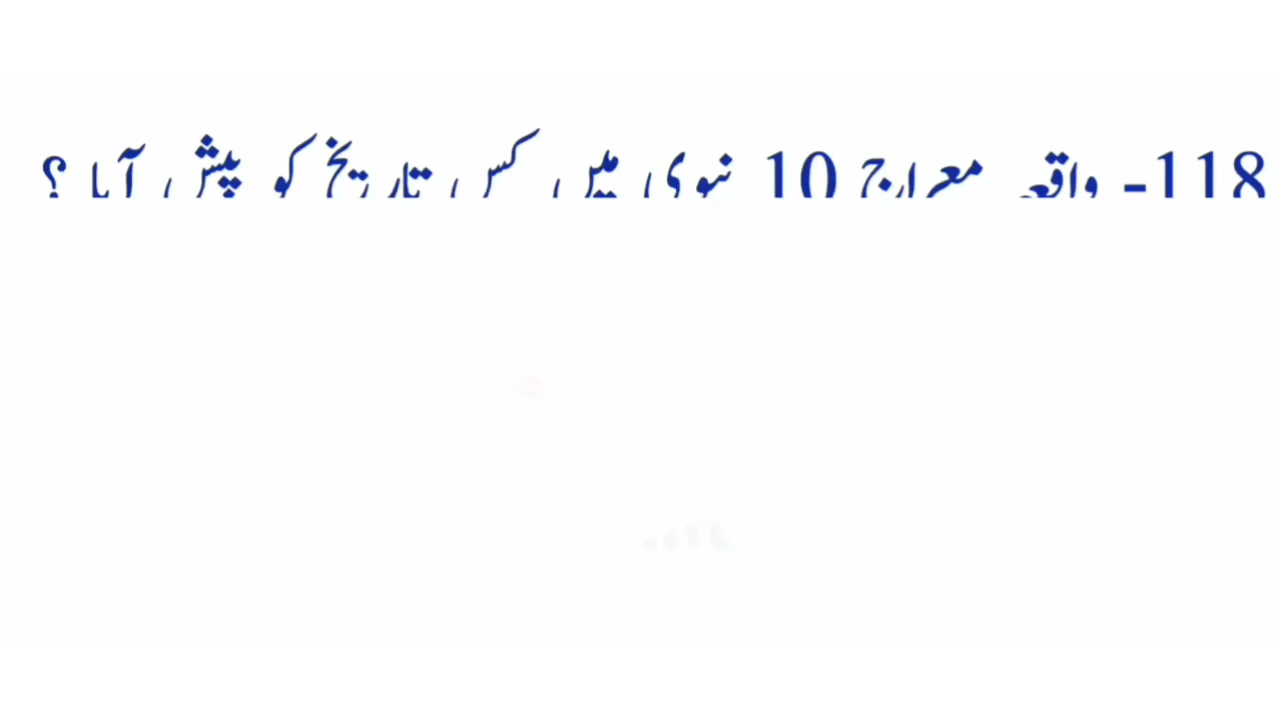 118- واقعہ معراج 10 نبوی میں کس تاریخ کو پیش آیا ؟